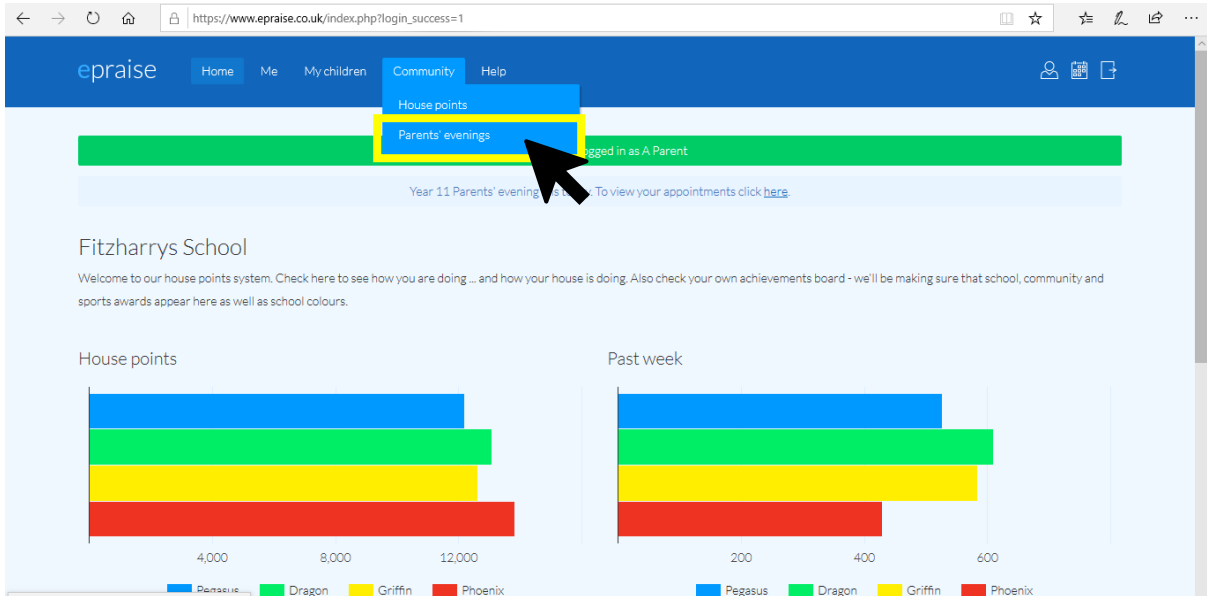 https://www.epraise.co.uk/index.php?login_success=1
epraise Home Me My children Community Help
House points
Parents' evenings
logged in as A Parent
Year 11 Parents' evening is today. To view your appointments click here.
Fitzharrys School
Welcome to our house points system. Check here to see how you are doing ... and how your house is doing. Also check your own achievements board - we'll be making sure that school, community and
sports awards appear here as well as school colours.
House points
4,000 8,000 12,000
Pegasus Dragon Griffin Phoenix
Past week
200 400 600
Pegasus Dragon Griffin Phoenix